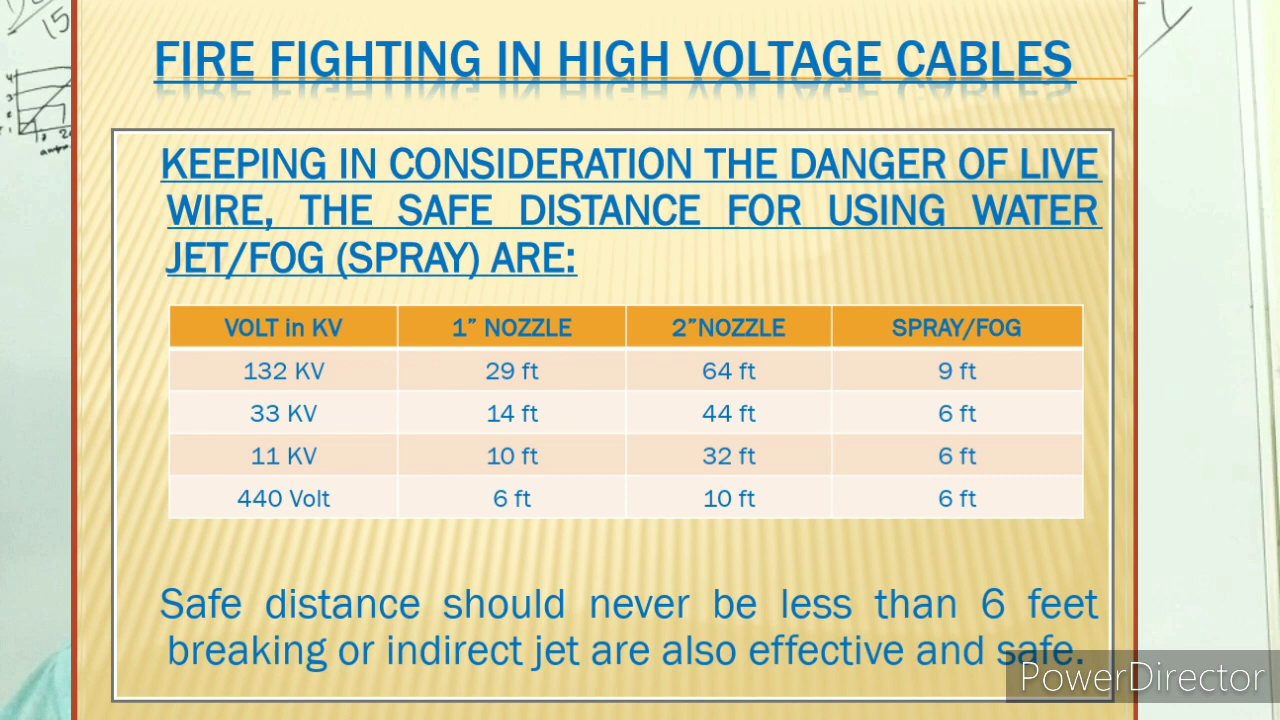 FIRE FIGHTING IN HIGH VOLTAGE CABLES
KEEPING IN CONSIDERATION THE DANGER OF LIVE
WIRE, THE SAFE DISTANCE FOR USING WATER
JET/FOG (SPRAY) ARE:
VOLT in KV 1” NOZZLE 2”NOZZLE SPRAY/FOG
132 KV 29 ft 64 ft 9 ft
33 KV 14 ft 44 ft 6 ft
11 KV 10 ft 32 ft 6 ft
440 Volt 6 ft 10 ft 6 ft
Safe distance should never be less than 6 feet
breaking or indirect jet are also effective and safe.
PowerDirector